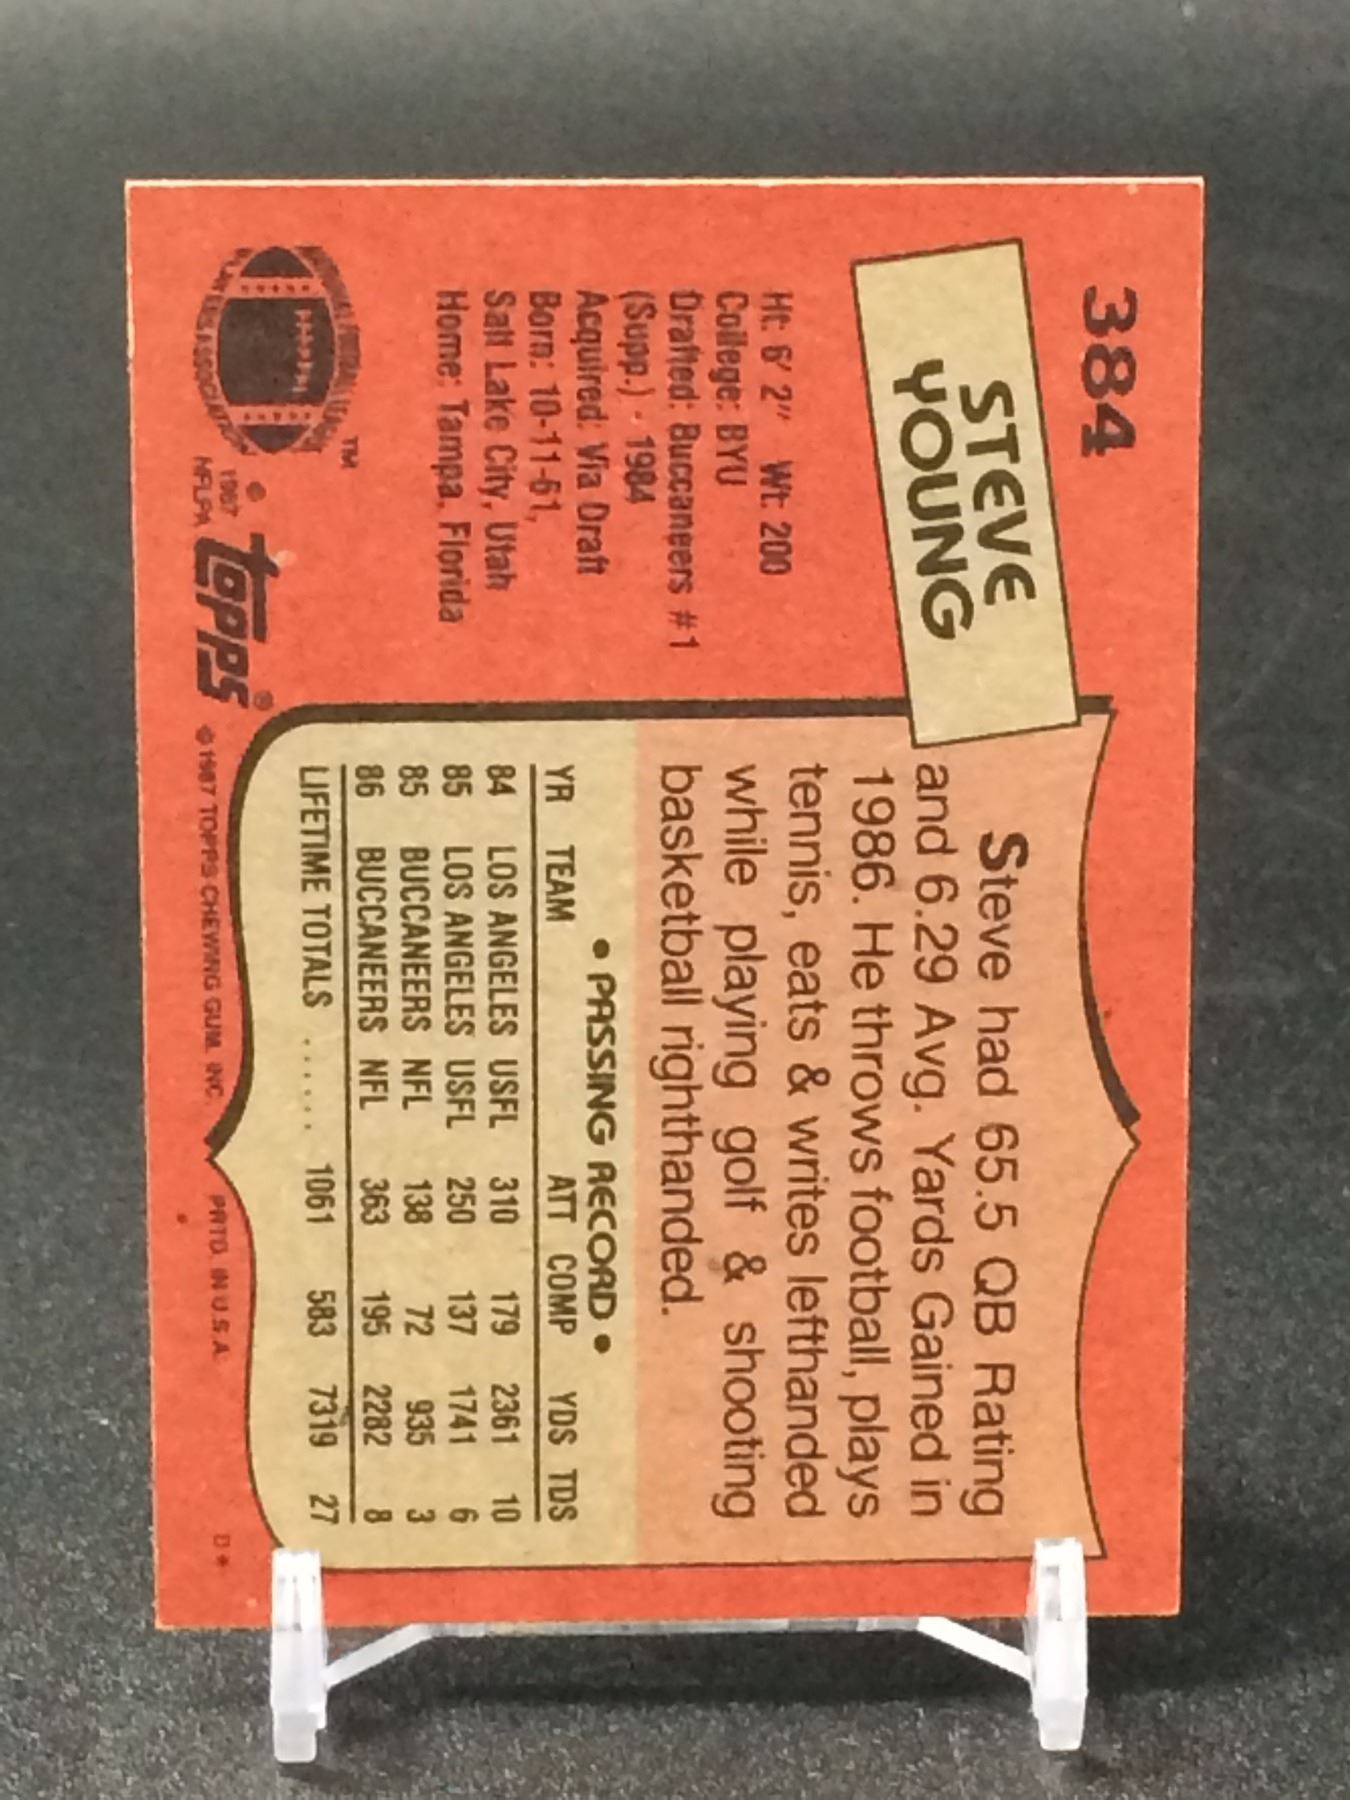 384
STEVE
YOUNG
Ht: 6' 2" Wt: 200
College: BYU
Drafted: Buccaneers #1
(Supp.) - 1984
Acquired: Via Draft
Born: 10-11-61,
Salt Lake City, Utah
Home: Tampa, Florida
TM
© 1987
NFLPA
topps®
Steve had 65.5 QB Rating
and 6.29 Avg. Yards Gained in
1986. He throws football, plays
tennis, eats & writes lefthanded
while playing golf & shooting
basketball righthanded.
• PASSING RECORD •
YR TEAM ATT COMP YDS TDS
84 LOS ANGELES USFL 310 179 2361 10
85 LOS ANGELES USFL 250 137 1741 6
85 BUCCANEERS NFL 138 72 935 3
86 BUCCANEERS NFL 363 195 2282 8
LIFETIME TOTALS ...... 1061 583 7319 27
© 1987 TOPPS CHEWING GUM, INC. PRTD. IN U.S.A. D*